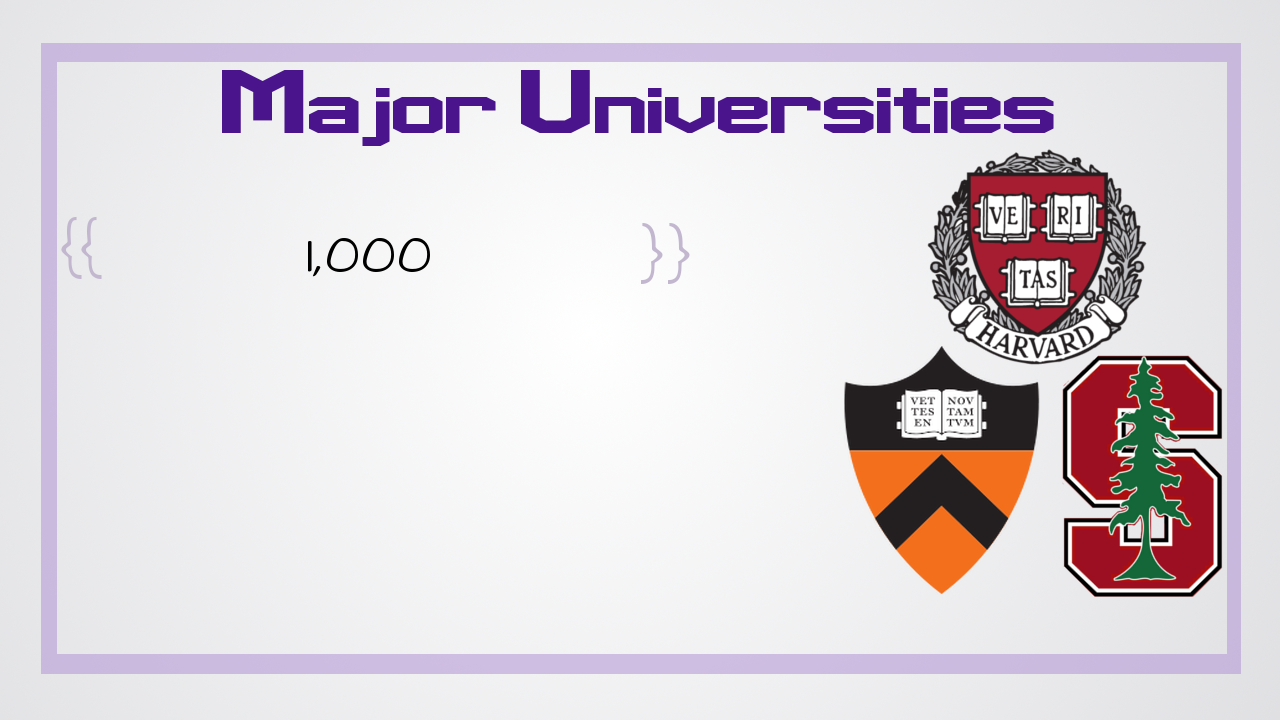 Major Universities
{{ 1,000 }}
VE RI
TAS
HARVARD
VET NOV
TES TAM
EN TVM